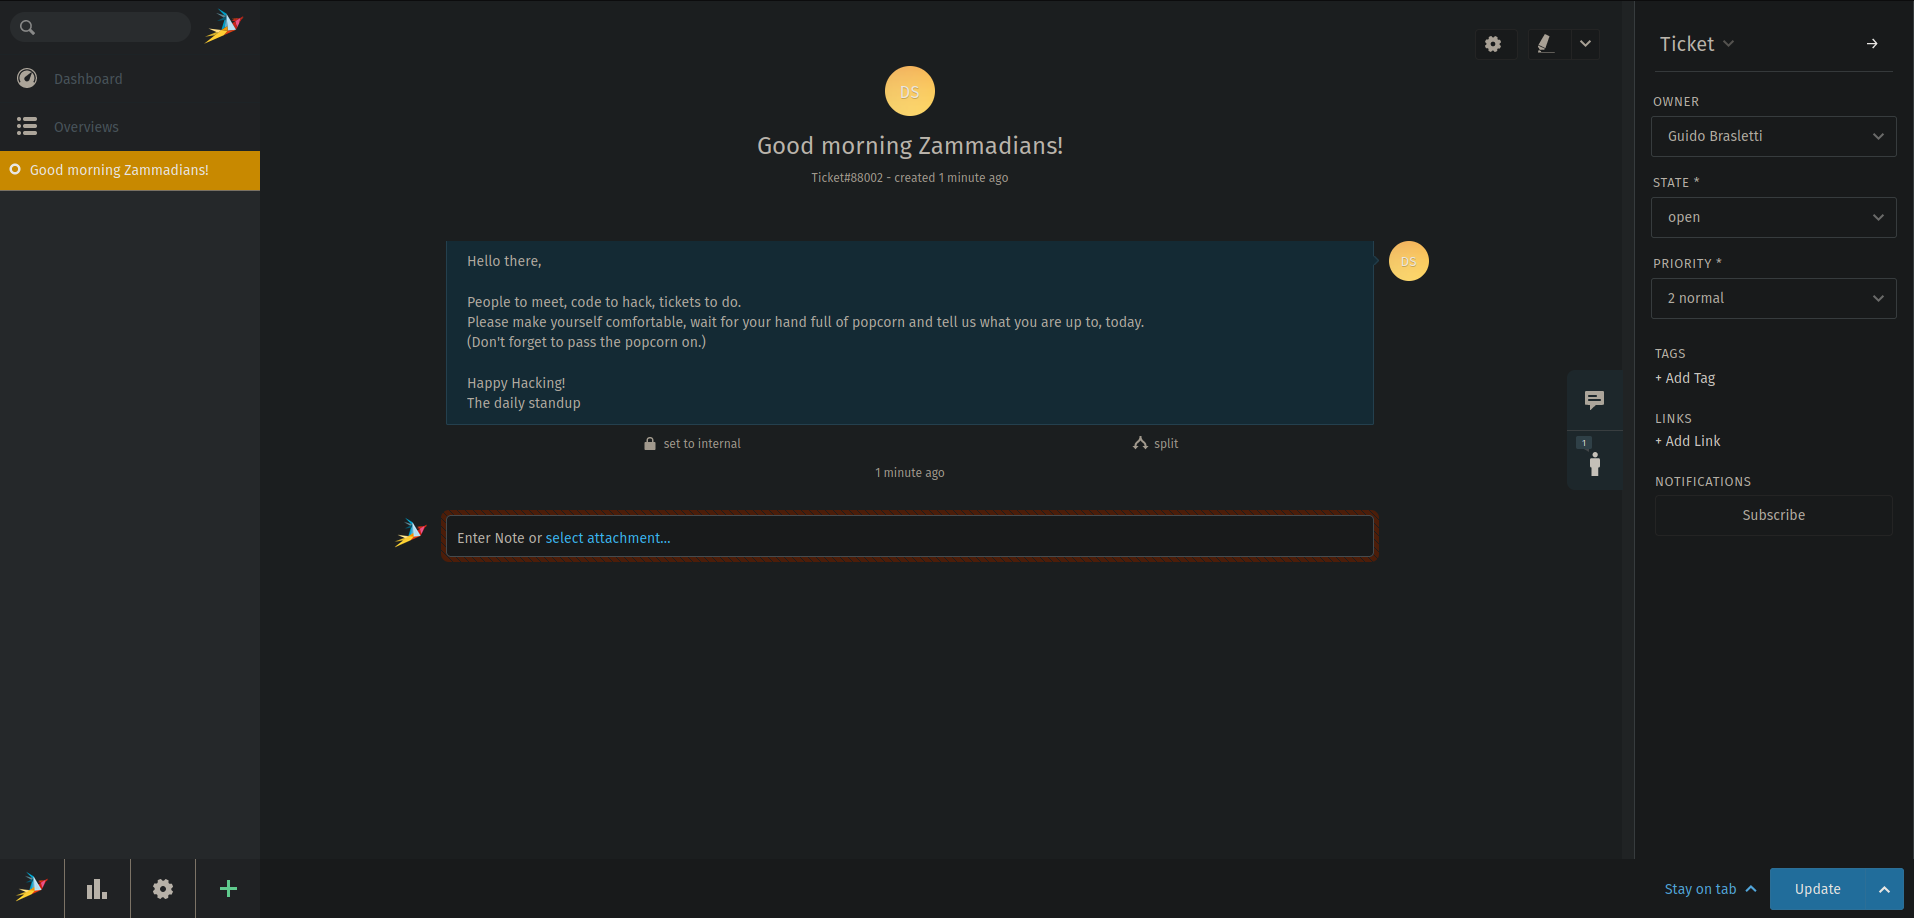 Dashboard
Overviews
Good morning Zammadians!
DS
Good morning Zammadians!
Ticket#88002 - created 1 minute ago
Hello there,
People to meet, code to hack, tickets to do.
Please make yourself comfortable, wait for your hand full of popcorn and tell us what you are up to, today.
(Don't forget to pass the popcorn on.)
Happy Hacking!
The daily standup
DS
set to internal
split
1 minute ago
Enter Note or select attachment...
1
Ticket
OWNER
Guido Brasletti
STATE *
open
PRIORITY *
2 normal
TAGS
+ Add Tag
LINKS
+ Add Link
NOTIFICATIONS
Subscribe
Stay on tab
Update